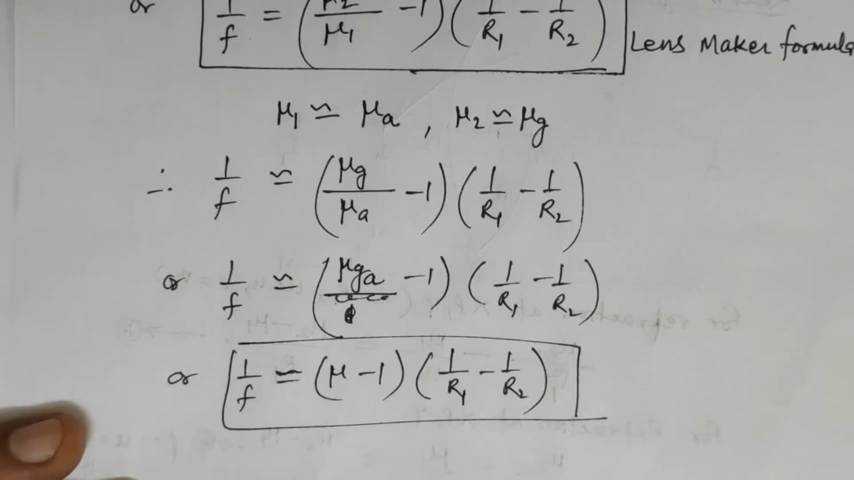 or 1/f = (μ2/μ1 − 1) (1/R1 − 1/R2) Lens Maker formula
μ1 ≃ μa , μ2 ≃ μg
∴ 1/f ≃ (μg/μa − 1) (1/R1 − 1/R2)
or 1/f ≃ (μga − 1) (1/R1 − 1/R2)
or 1/f = (μ − 1) (1/R1 − 1/R2)